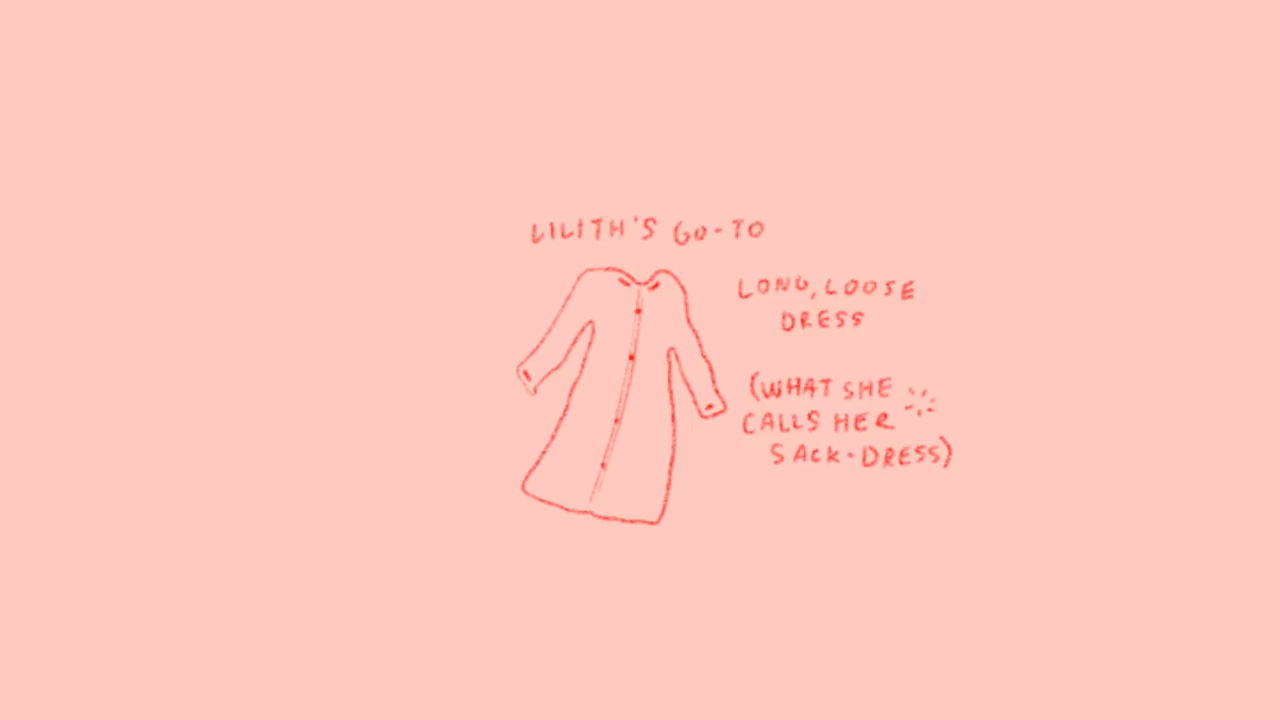 LILITH'S GO-TO
LONG, LOOSE
DRESS
(WHAT SHE
CALLS HER
SACK-DRESS)